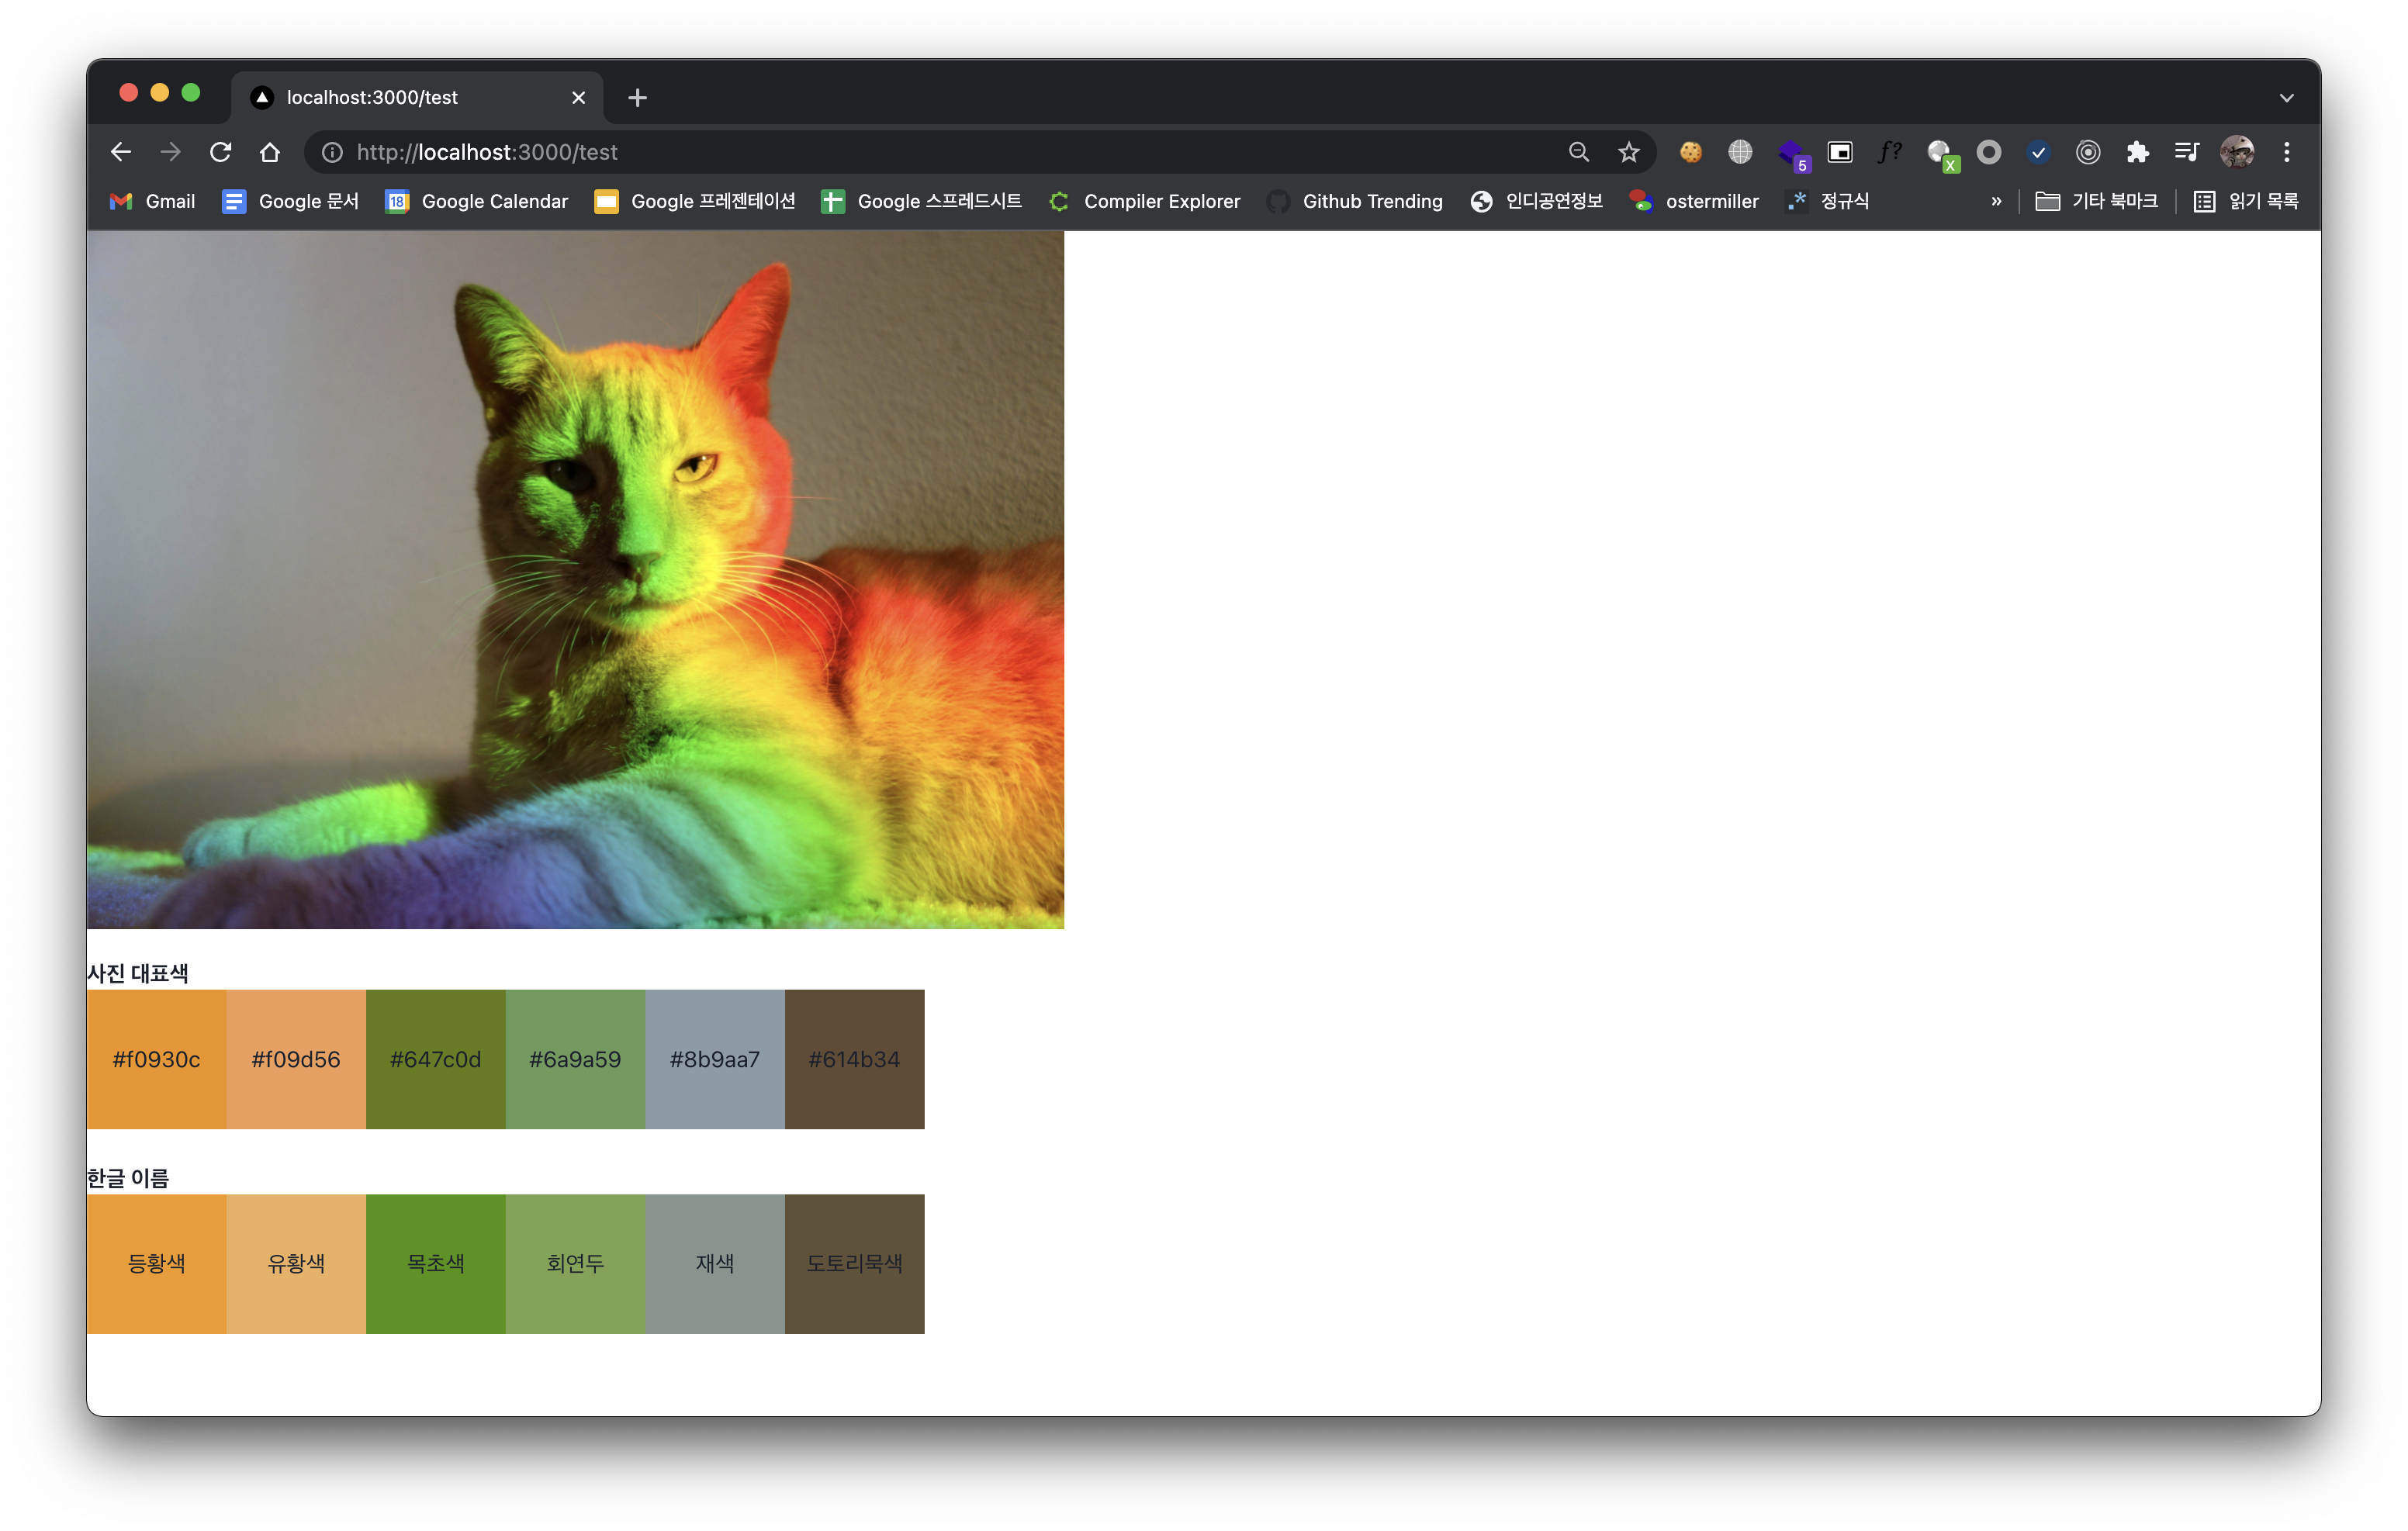 localhost:3000/test
http://localhost:3000/test
5
X
Gmail
Google 문서
18
Google Calendar
Google 프레젠테이션
Google 스프레드시트
Compiler Explorer
Github Trending
인디공연정보
ostermiller
.*
정규식
»
기타 북마크
읽기 목록
사진 대표색
#f0930c #f09d56 #647c0d #6a9a59 #8b9aa7 #614b34
한글 이름
등황색 유황색 목초색 회연두 재색 도토리묵색